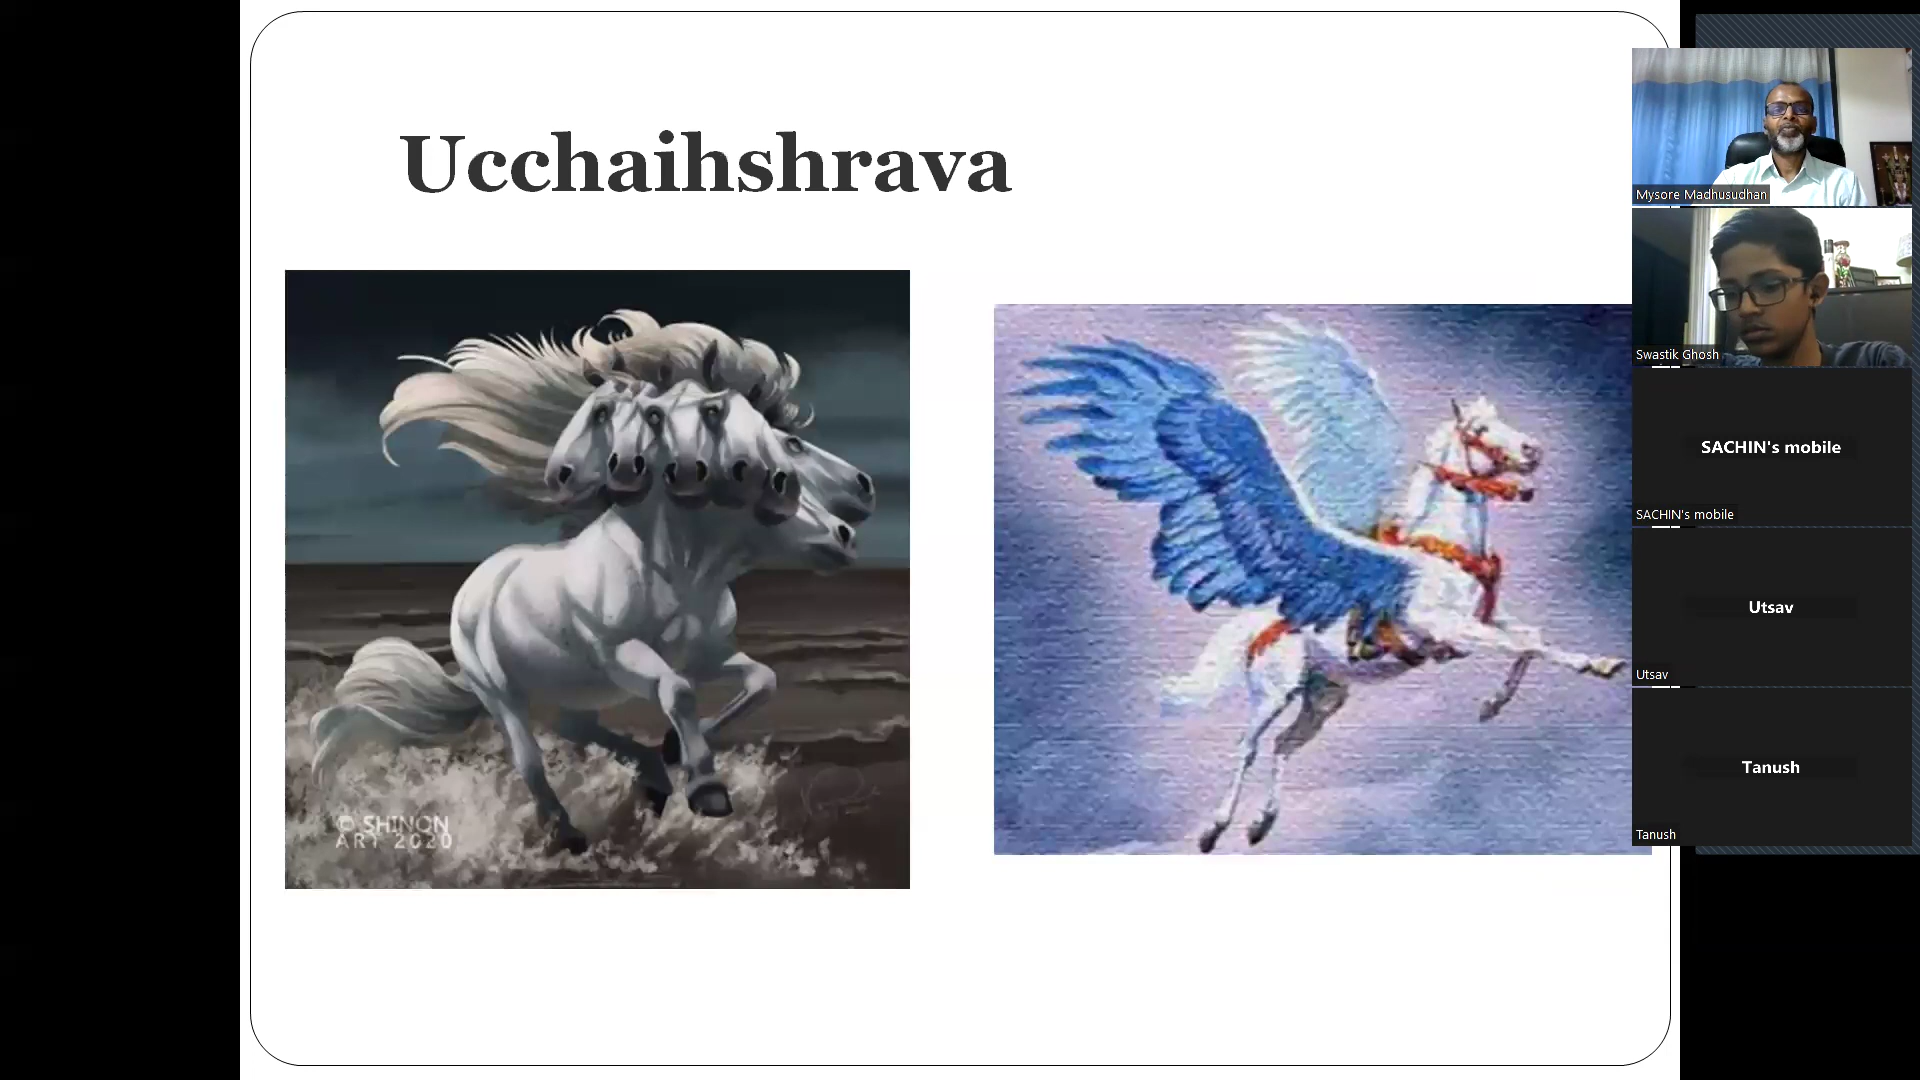 Ucchaihshrava
© SHINON
ART 2020
Mysore Madhusudhan
Swastik Ghosh
SACHIN's mobile
SACHIN's mobile
Utsav
Utsav
Tanush
Tanush